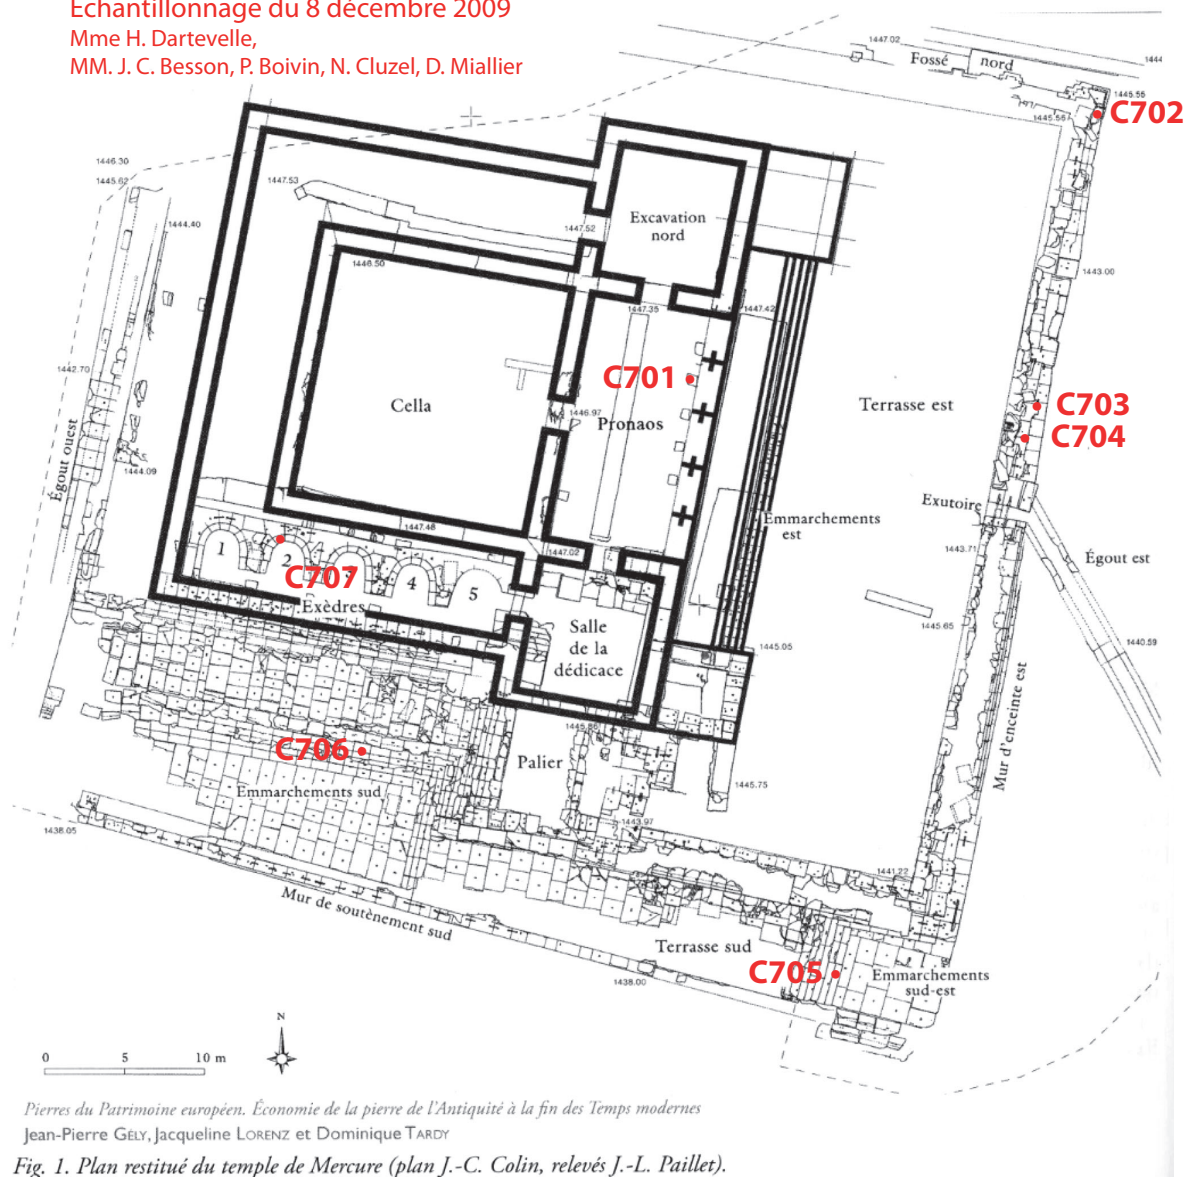 Echantillonnage du 8 décembre 2009
Mme H. Dartevelle,
MM. J. C. Besson, P. Boivin, N. Cluzel, D. Miallier
1447.02
Fossé nord
1444
1445.55
1445.56
C702
1446.30
1445.62
1447.53
1444.40
1447.52
Excavation
nord
1446.50
1443.00
1447.35
1447.42
1442.70
C701
Cella
1446.97
Pronaos
Terrasse est
C703
C704
Égout ouest
1444.09
Exutoire
1447.48
Emmarchements
est
1443.71
1447.02
Égout est
1
2
3
4
5
C707
Exèdres
Salle
de la
dédicace
1445.65
1440.59
1445.05
Mur d'enceinte est
1445.86
C706
Palier
Emmarchements sud
1445.75
1438.05
1443.97
1441.22
Mur de soutènement sud
Terrasse sud
C705
Emmarchements
sud-est
1438.00
N
0 5 10 m
Pierres du Patrimoine européen. Économie de la pierre de l'Antiquité à la fin des Temps modernes
Jean-Pierre GÉLY, Jacqueline LORENZ et Dominique TARDY
Fig. 1. Plan restitué du temple de Mercure (plan J.-C. Colin, relevés J.-L. Paillet).